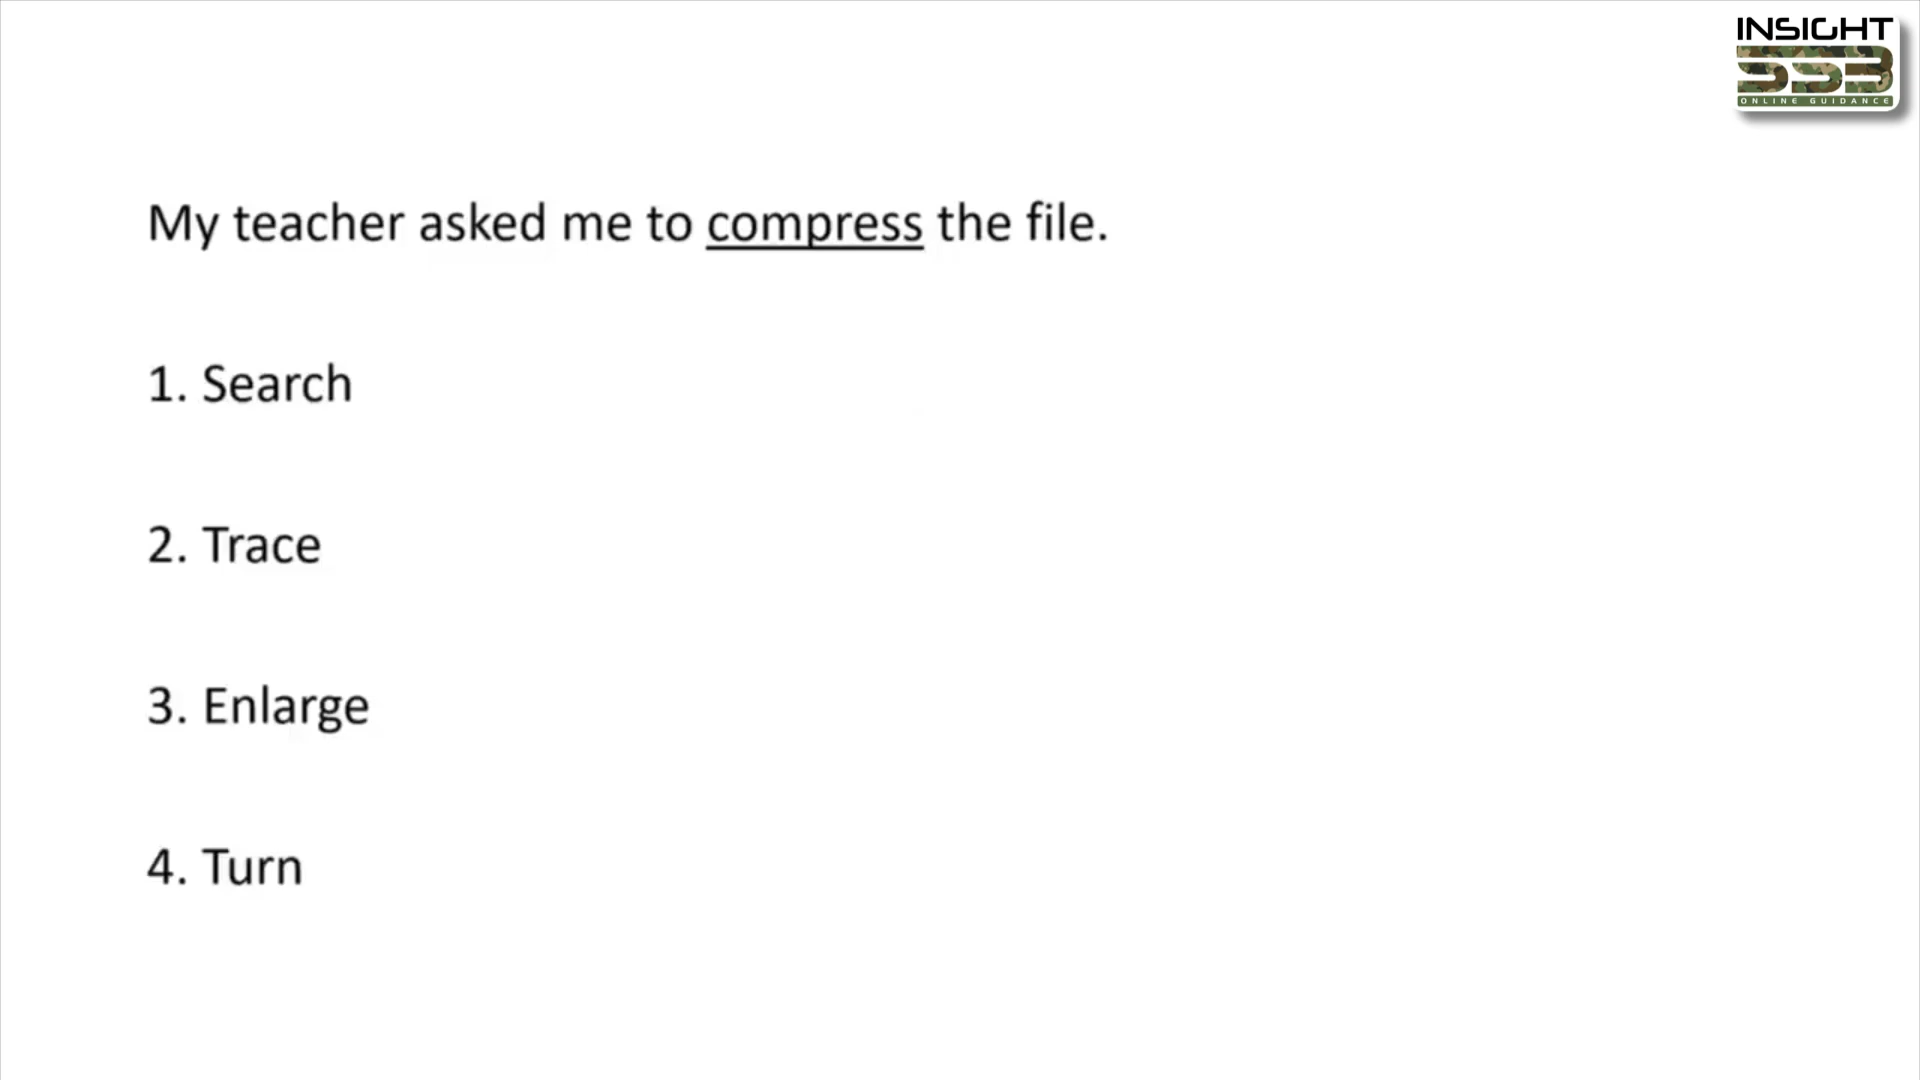 INSIGHT
SSB
ONLINE GUIDANCE
My teacher asked me to compress the file.
1. Search
2. Trace
3. Enlarge
4. Turn